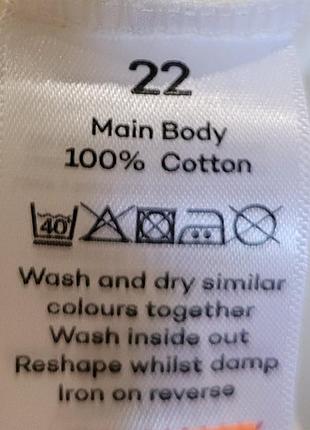 22
Main Body
100% Cotton
40
Wash and dry similar
colours together
Wash inside out
Reshape whilst damp
Iron on reverse